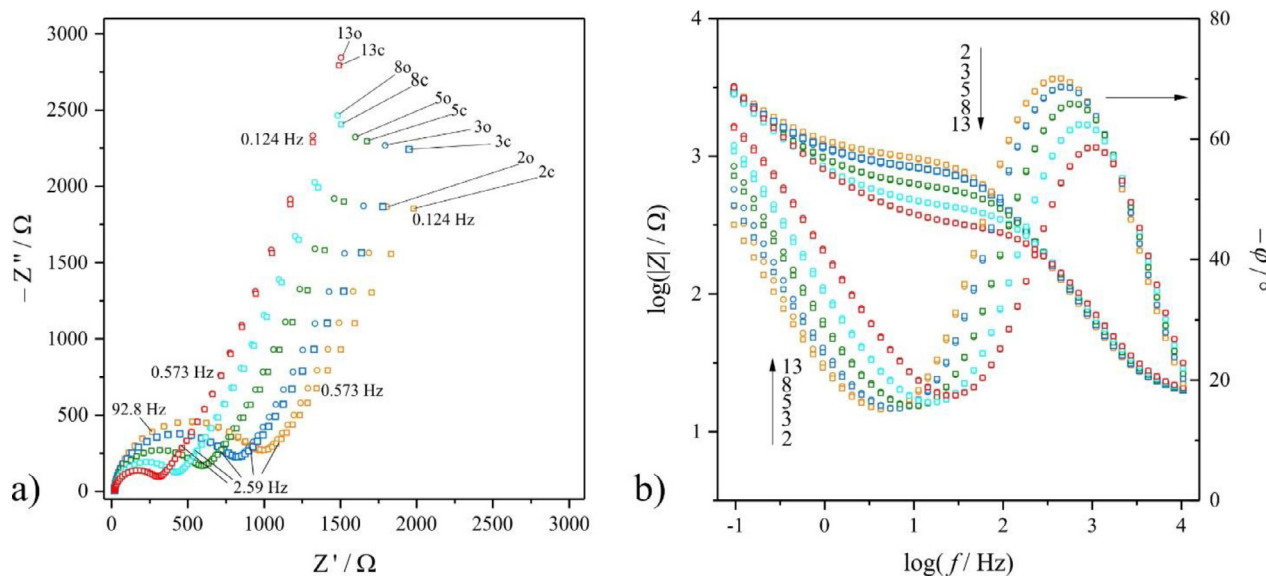 3000
2500
2000
1500
1000
500
0
−Z″ / Ω
13o
13c
8o
8c
5o
5c
3o
3c
2o
2c
0.124 Hz
0.124 Hz
0.573 Hz
0.573 Hz
92.8 Hz
2.59 Hz
a)
0 500 1000 1500 2000 2500 3000
Z' / Ω
4
3
2
1
log(|Z| / Ω)
2
3
5
8
13
13
8
5
3
2
80
60
40
20
0
−φ / °
b)
-1 0 1 2 3 4
log(f / Hz)